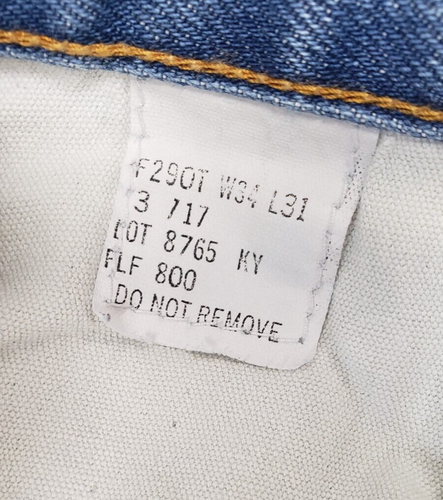 F290T W34 L31
3 717
LOT 8765 KY
FLF 800
DO NOT REMOVE